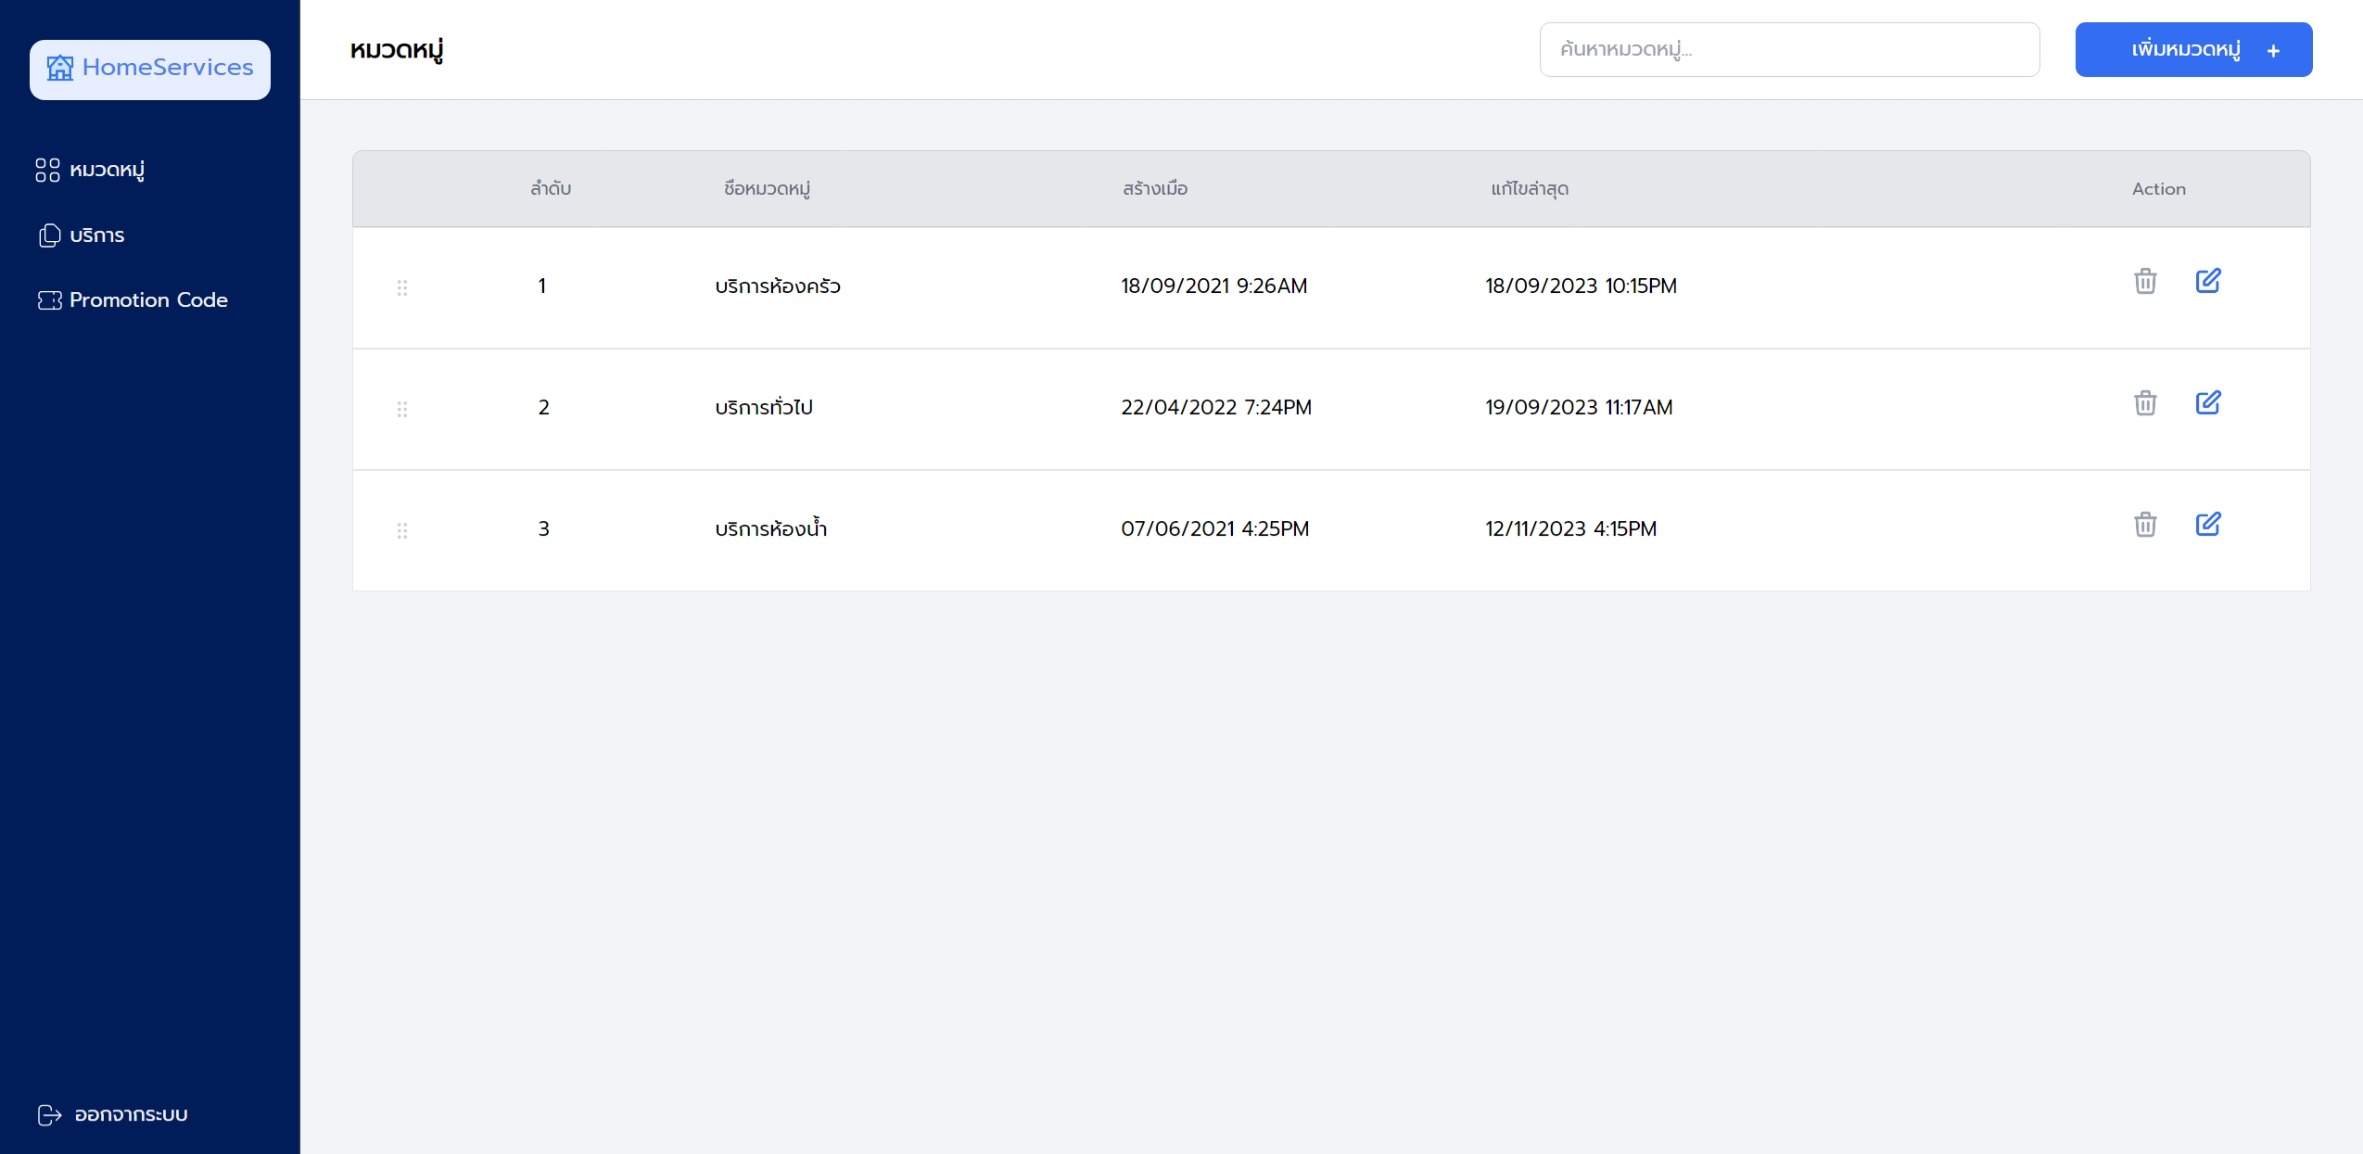 HomeServices
หมวดหมู่
บริการ
Promotion Code
ออกจากระบบ
หมวดหมู่
ค้นหาหมวดหมู่...
เพิ่มหมวดหมู่ +
ลำดับ ชื่อหมวดหมู่ สร้างเมื่อ แก้ไขล่าสุด Action
1 บริการห้องครัว 18/09/2021 9:26AM 18/09/2023 10:15PM
2 บริการทั่วไป 22/04/2022 7:24PM 19/09/2023 11:17AM
3 บริการห้องน้ำ 07/06/2021 4:25PM 12/11/2023 4:15PM